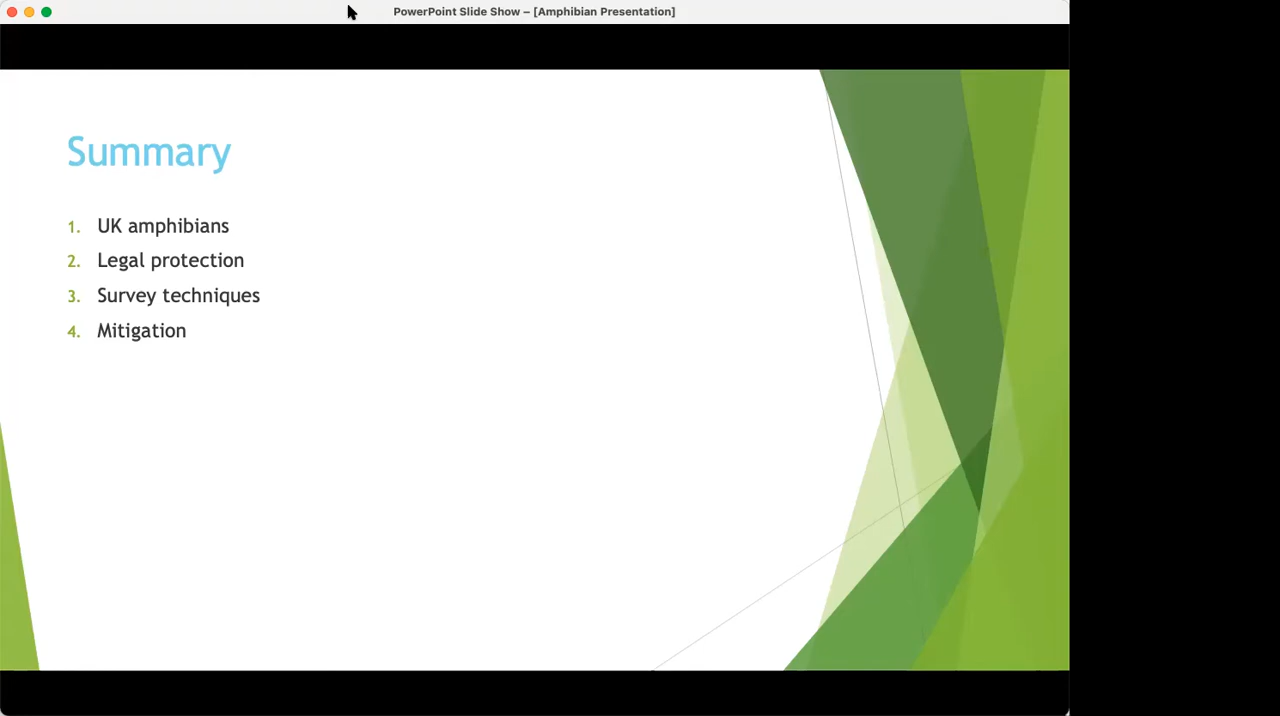 PowerPoint Slide Show – [Amphibian Presentation]
Summary
1. UK amphibians
2. Legal protection
3. Survey techniques
4. Mitigation